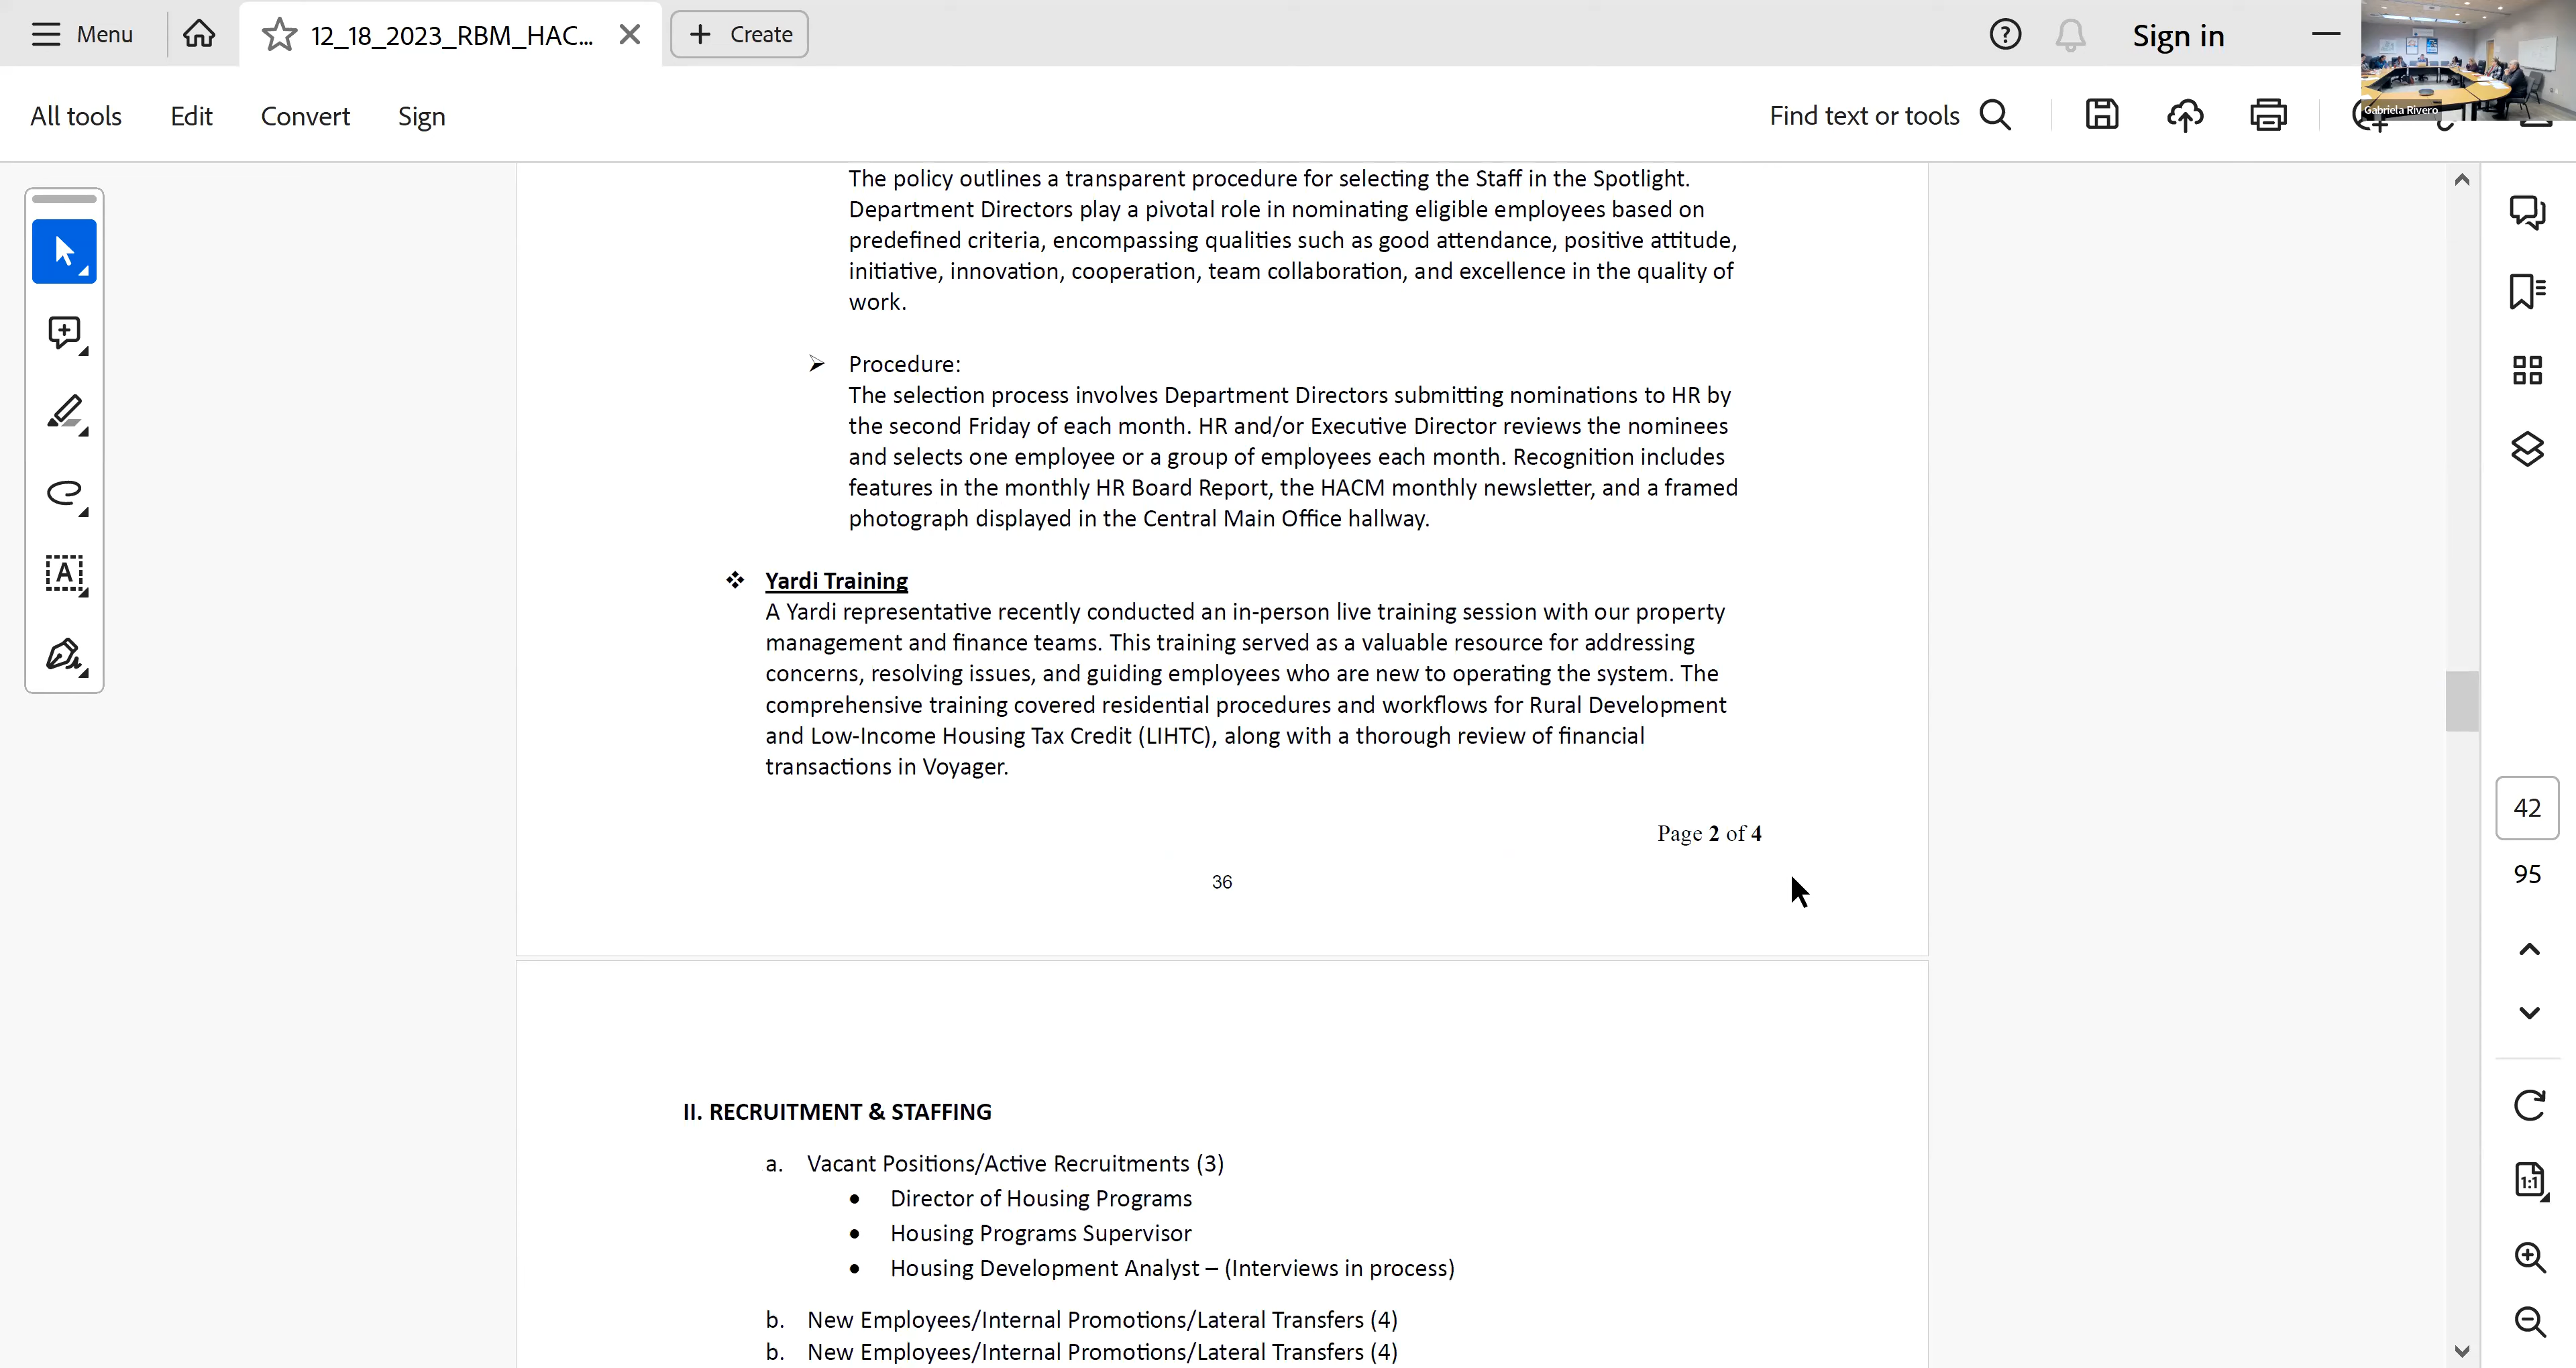 Menu
12_18_2023_RBM_HAC...
Create
Sign in
All tools
Edit
Convert
Sign
Find text or tools
Gabriela Rivero
The policy outlines a transparent procedure for selecting the Staff in the Spotlight.
Department Directors play a pivotal role in nominating eligible employees based on
predefined criteria, encompassing qualities such as good attendance, positive attitude,
initiative, innovation, cooperation, team collaboration, and excellence in the quality of
work.
➢ Procedure:
The selection process involves Department Directors submitting nominations to HR by
the second Friday of each month. HR and/or Executive Director reviews the nominees
and selects one employee or a group of employees each month. Recognition includes
features in the monthly HR Board Report, the HACM monthly newsletter, and a framed
photograph displayed in the Central Main Office hallway.
❖ Yardi Training
A Yardi representative recently conducted an in-person live training session with our property
management and finance teams. This training served as a valuable resource for addressing
concerns, resolving issues, and guiding employees who are new to operating the system. The
comprehensive training covered residential procedures and workflows for Rural Development
and Low-Income Housing Tax Credit (LIHTC), along with a thorough review of financial
transactions in Voyager.
Page 2 of 4
36
II. RECRUITMENT & STAFFING
a. Vacant Positions/Active Recruitments (3)
• Director of Housing Programs
• Housing Programs Supervisor
• Housing Development Analyst – (Interviews in process)
b. New Employees/Internal Promotions/Lateral Transfers (4)
b. New Employees/Internal Promotions/Lateral Transfers (4)
42
95
1:1